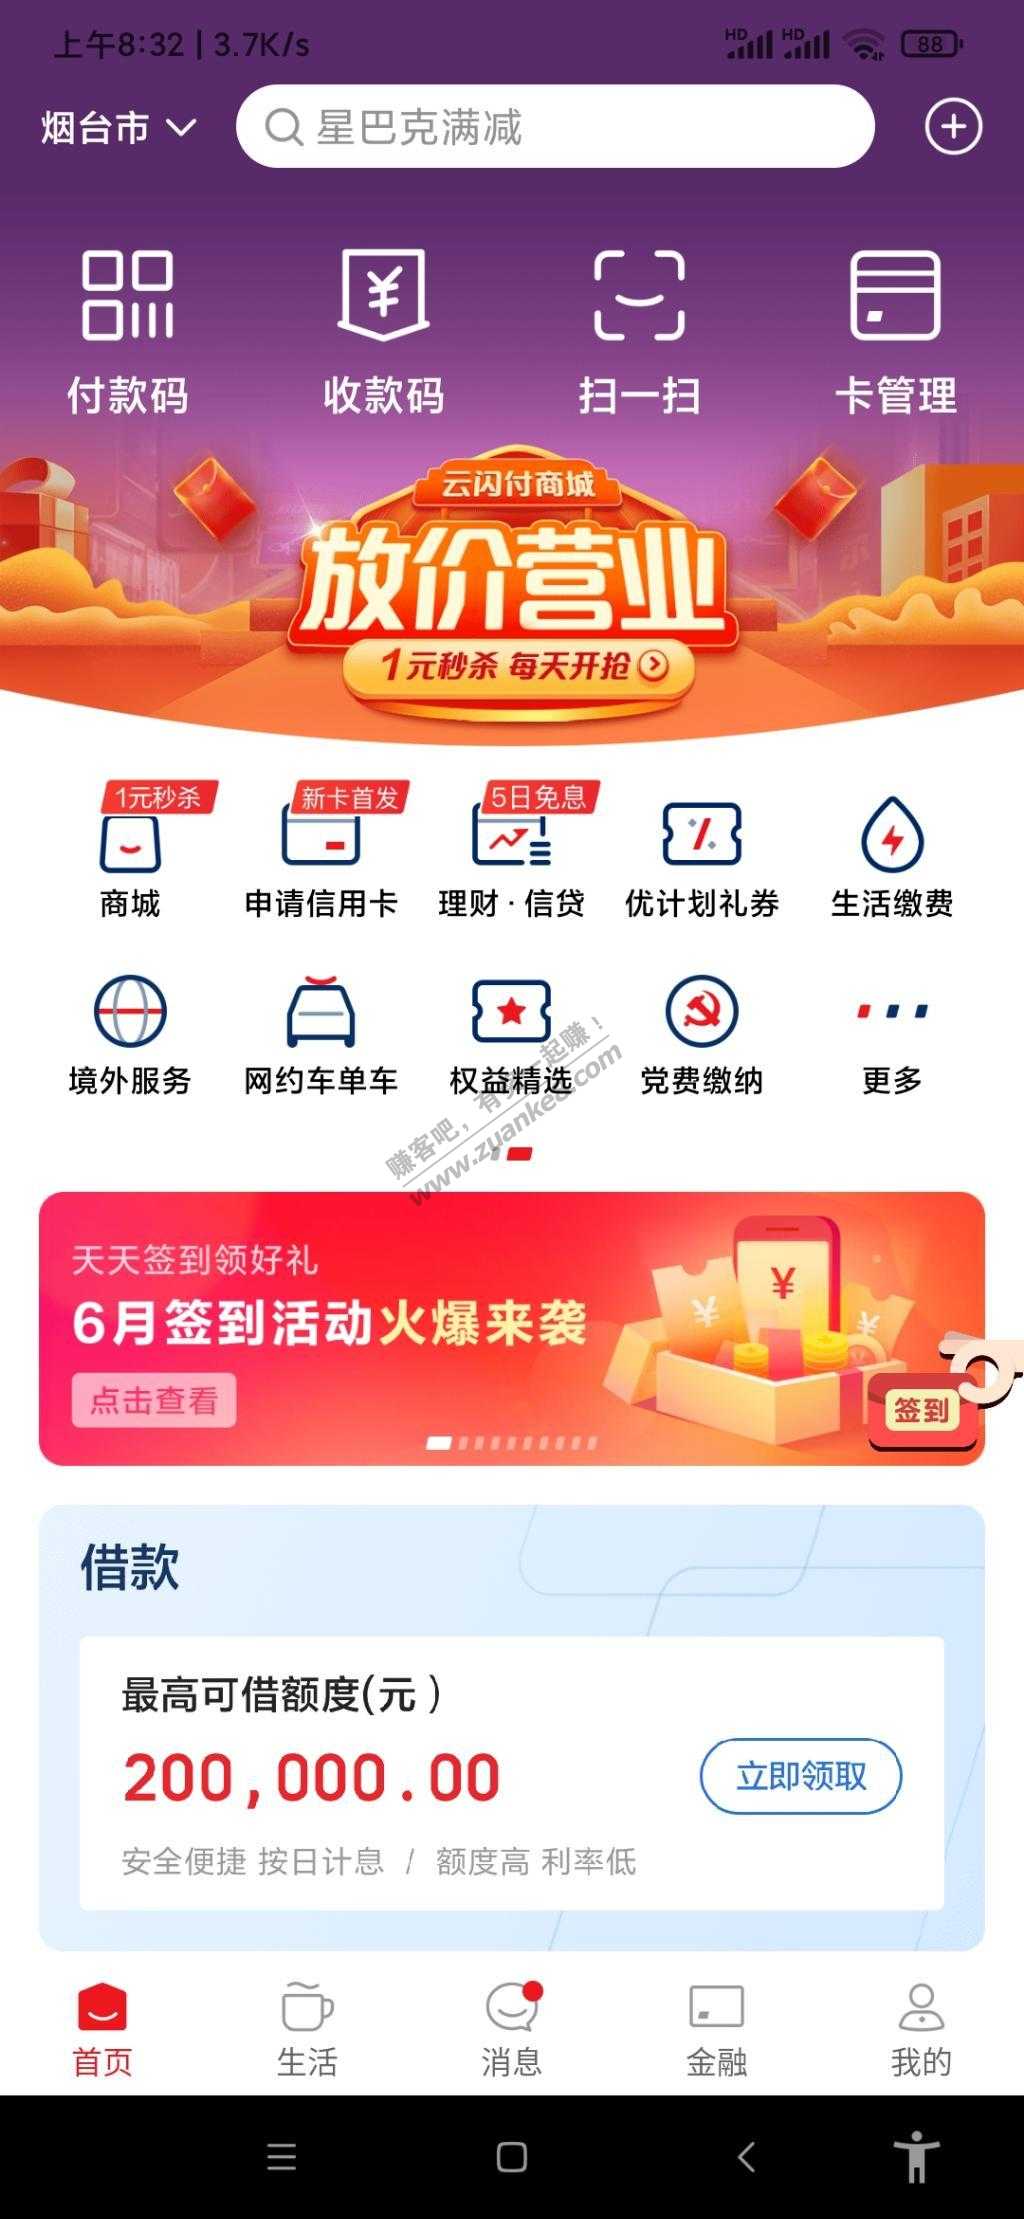 上午8:32 | 3.7K/s
HD HD 88
烟台市 星巴克满减
付款码 收款码 扫一扫 卡管理
云闪付商城
放价营业
1元秒杀 每天开抢
1元秒杀 新卡首发 5日免息
商城 申请信用卡 理财·信贷 优计划礼券 生活缴费
境外服务 网约车单车 权益精选 党费缴纳 更多
赚客吧，有奖一起赚！
www.zuanke8.com
天天签到领好礼
6月签到活动火爆来袭
点击查看
签到
借款
最高可借额度(元)
200,000.00
立即领取
安全便捷 按日计息 / 额度高 利率低
首页 生活 消息 金融 我的